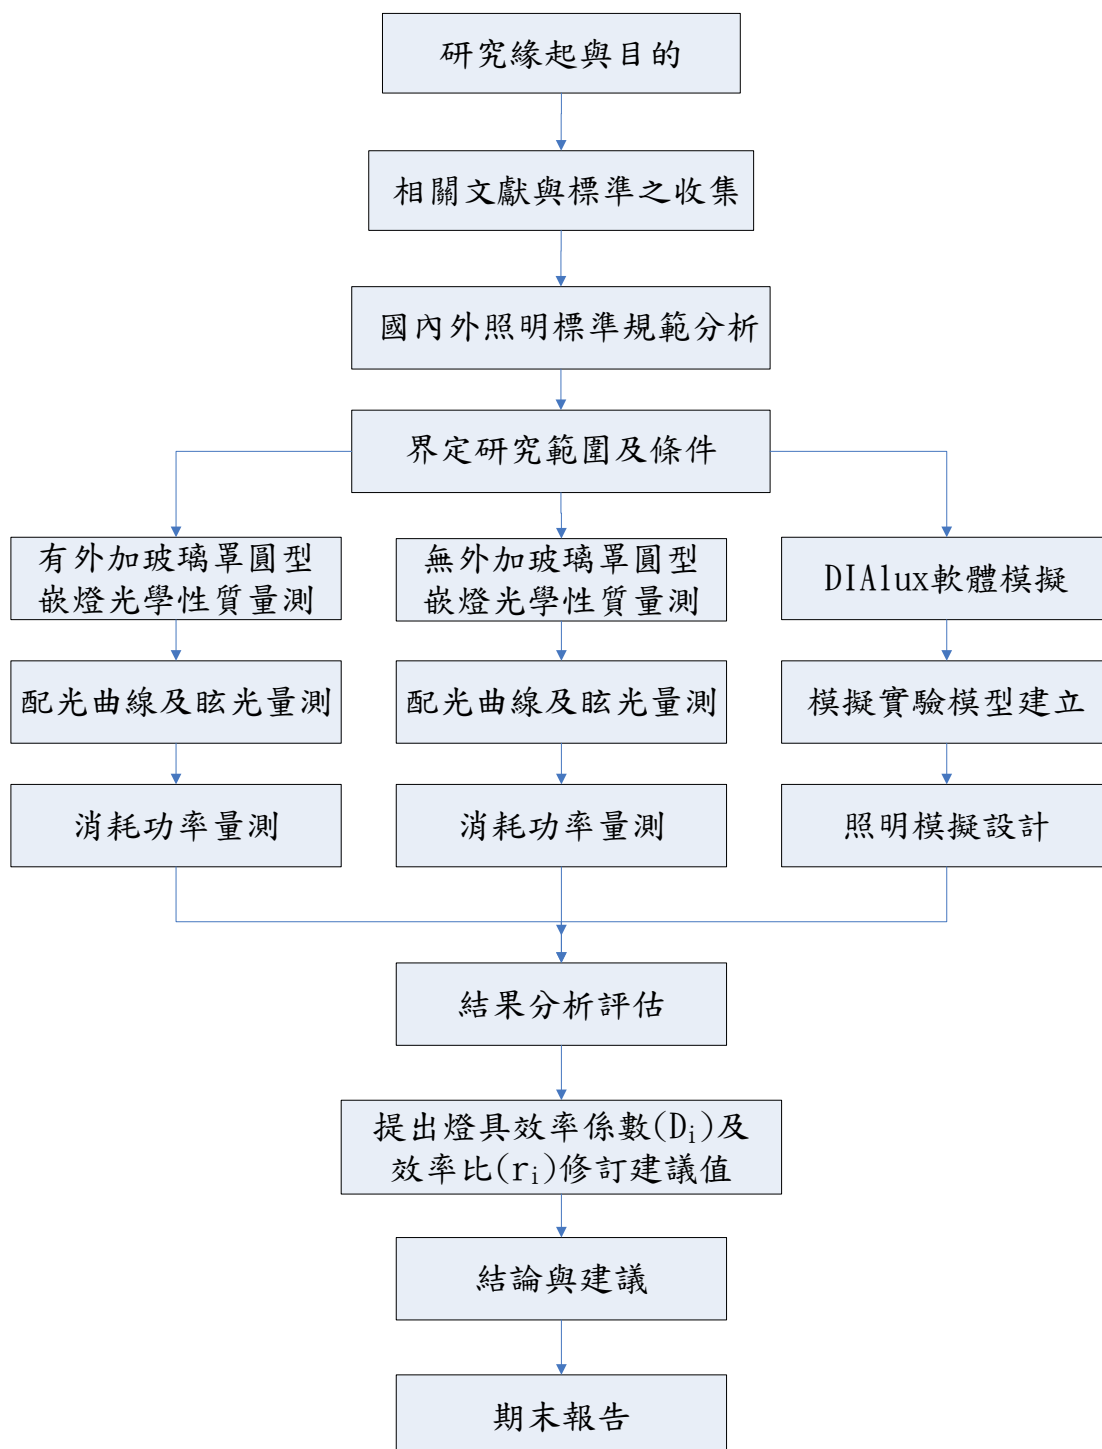 研究緣起與目的
相關文獻與標準之收集
國內外照明標準規範分析
界定研究範圍及條件
有外加玻璃罩圓型
嵌燈光學性質量測
無外加玻璃罩圓型
嵌燈光學性質量測
DIAlux軟體模擬
配光曲線及眩光量測
配光曲線及眩光量測
模擬實驗模型建立
消耗功率量測
消耗功率量測
照明模擬設計
結果分析評估
提出燈具效率係數(Di)及
效率比(ri)修訂建議值
結論與建議
期末報告